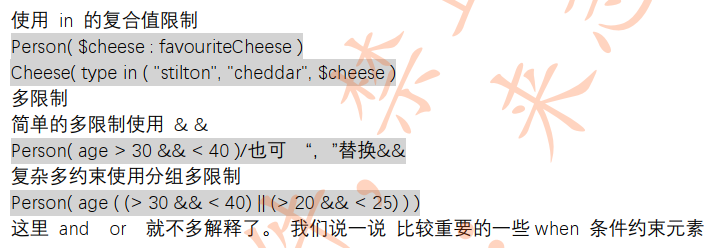 使用 in 的复合值限制
Person( $cheese : favouriteCheese )
Cheese( type in ( "stilton", "cheddar", $cheese )
多限制
简单的多限制使用 & &
Person( age > 30 && < 40 )/也可 “, ”替换&&
复杂多约束使用分组多限制
Person( age ( (> 30 && < 40) || (> 20 && < 25) ) )
这里 and or 就不多解释了。 我们说一说 比较重要的一些 when 条件约束元素